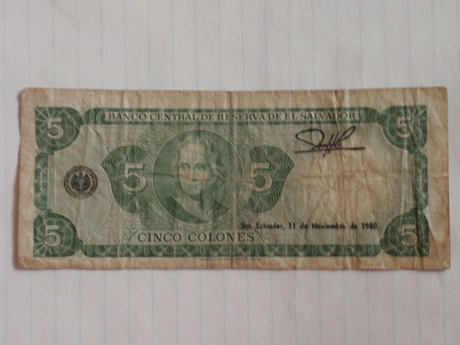 BANCO CENTRAL DE RESERVA DE EL SALVADOR
5 5
5 5
San Salvador, 11 de Noviembre de 1980.
5 5
CINCO COLONES